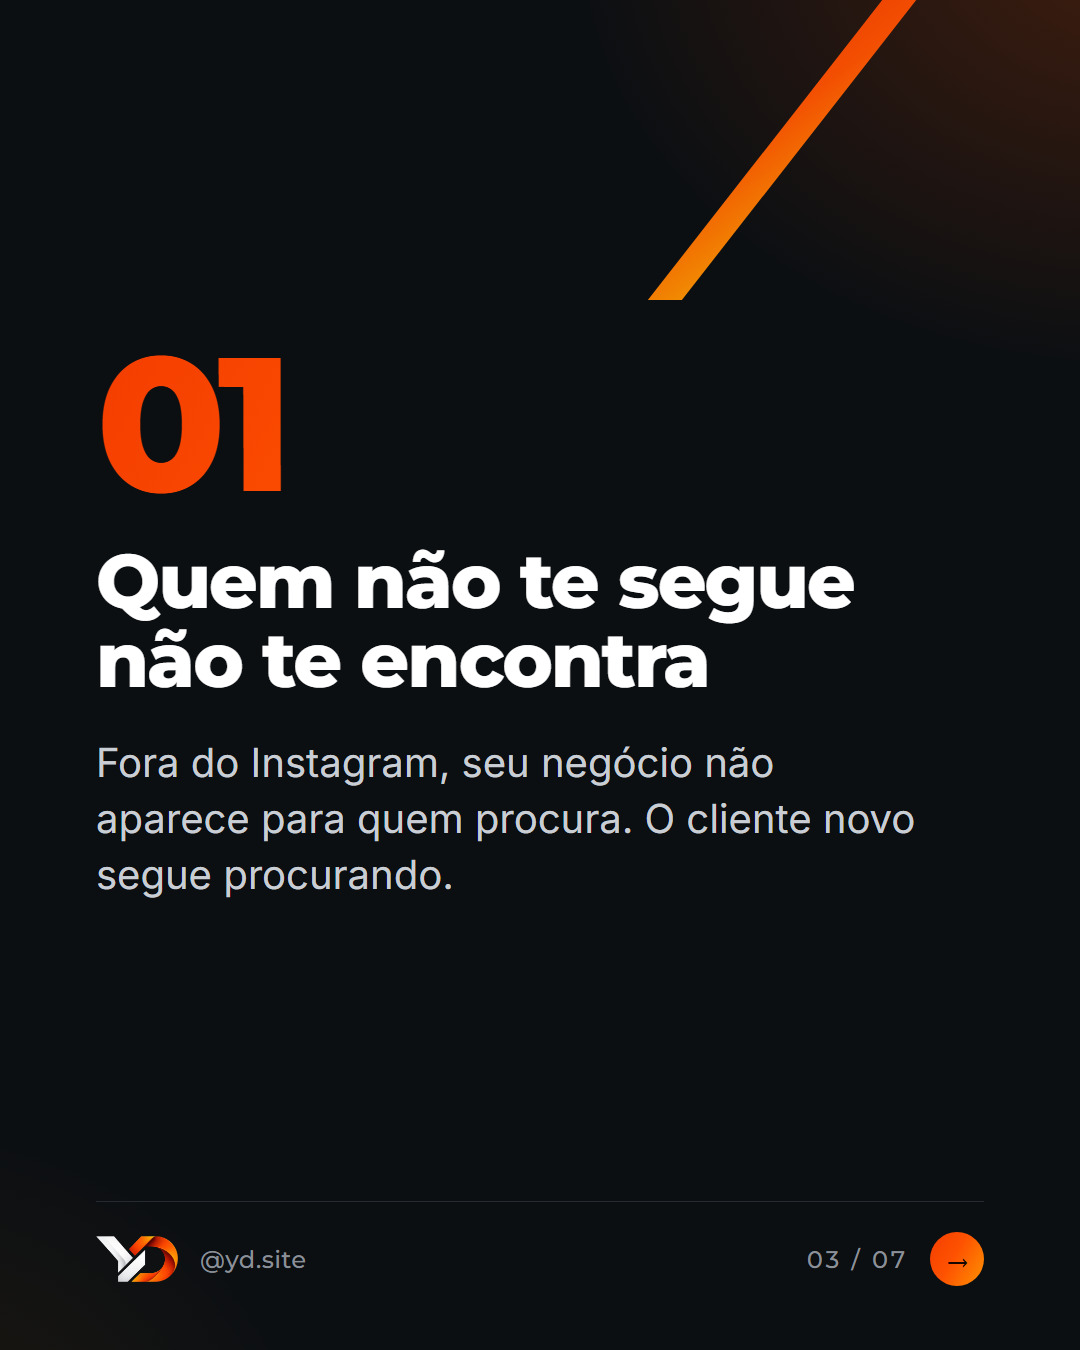 01
Quem não te segue
não te encontra
Fora do Instagram, seu negócio não
aparece para quem procura. O cliente novo
segue procurando.
YD @yd.site 03 / 07 →